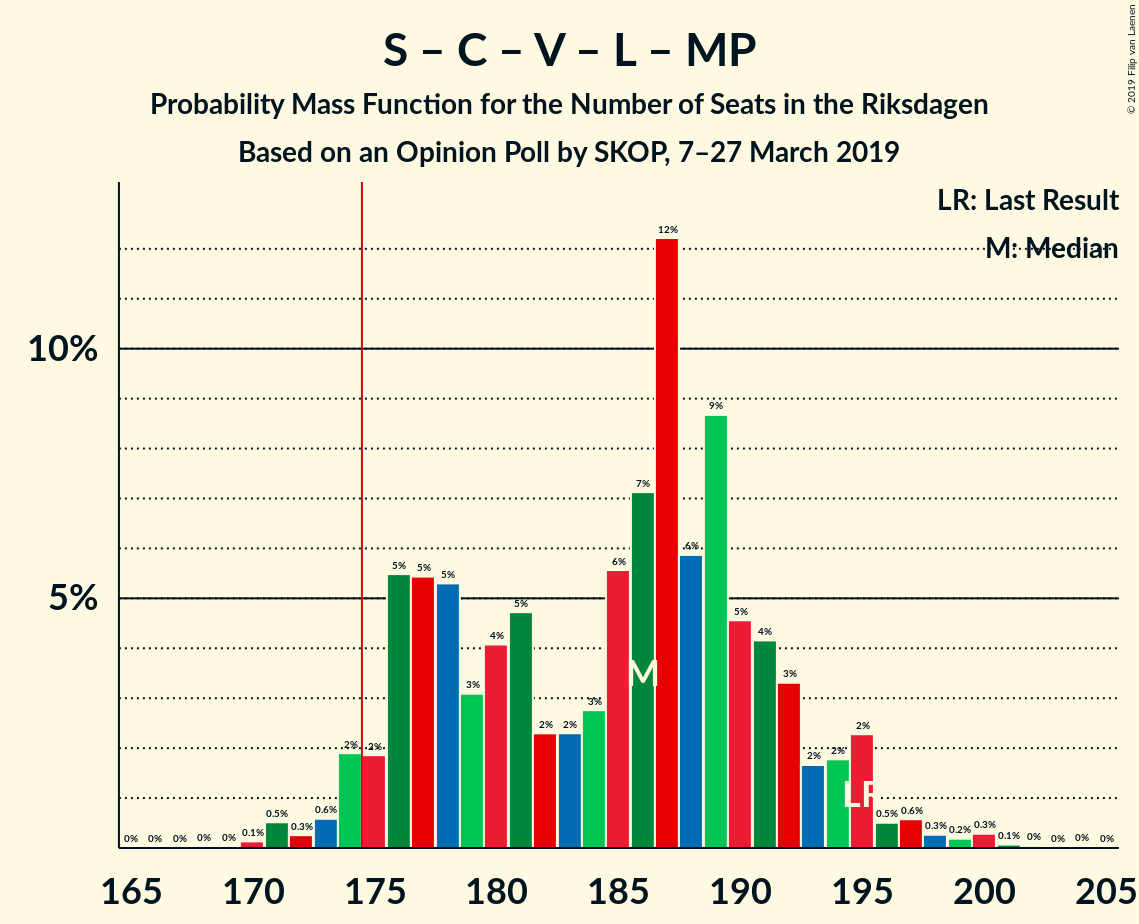 S – C – V – L – MP
Probability Mass Function for the Number of Seats in the Riksdagen
Based on an Opinion Poll by SKOP, 7–27 March 2019
© 2019 Filip van Laenen
LR: Last Result
M: Median
10%
5%
0% 0% 0% 0% 0% 0.1% 0.5% 0.3% 0.6% 2% 2% 5% 5% 5% 3% 4% 5% 2% 2% 3% 6% 7% 12% 6% 9% 5% 4% 3% 2% 2% 2% 0.5% 0.6% 0.3% 0.2% 0.3% 0.1% 0% 0% 0% 0%
M
LR
165 170 175 180 185 190 195 200 205